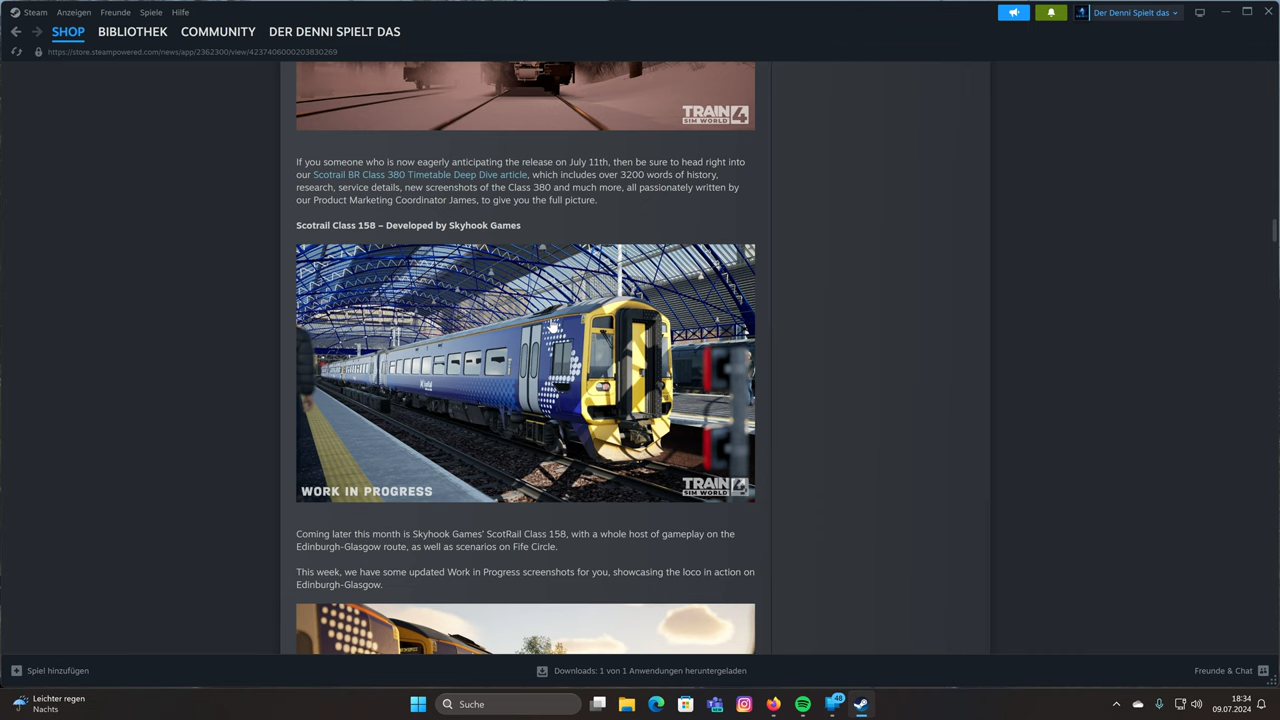 Steam Anzeigen Freunde Spiele Hilfe
Der Denni Spielt das
SHOP BIBLIOTHEK COMMUNITY DER DENNI SPIELT DAS
https://store.steampowered.com/news/app/2362300/view/4237406000203830269
TRAIN 4
SIM WORLD
If you someone who is now eagerly anticipating the release on July 11th, then be sure to head right into
our Scotrail BR Class 380 Timetable Deep Dive article, which includes over 3200 words of history,
research, service details, new screenshots of the Class 380 and much more, all passionately written by
our Product Marketing Coordinator James, to give you the full picture.
Scotrail Class 158 – Developed by Skyhook Games
ScotRail
WORK IN PROGRESS
TRAIN 4
SIM WORLD
Coming later this month is Skyhook Games' ScotRail Class 158, with a whole host of gameplay on the
Edinburgh-Glasgow route, as well as scenarios on Fife Circle.
This week, we have some updated Work in Progress screenshots for you, showcasing the loco in action on
Edinburgh-Glasgow.
Spiel hinzufügen
Downloads: 1 von 1 Anwendungen heruntergeladen
Freunde & Chat
Leichter regen
Nachts
Suche
48
18:34
09.07.2024